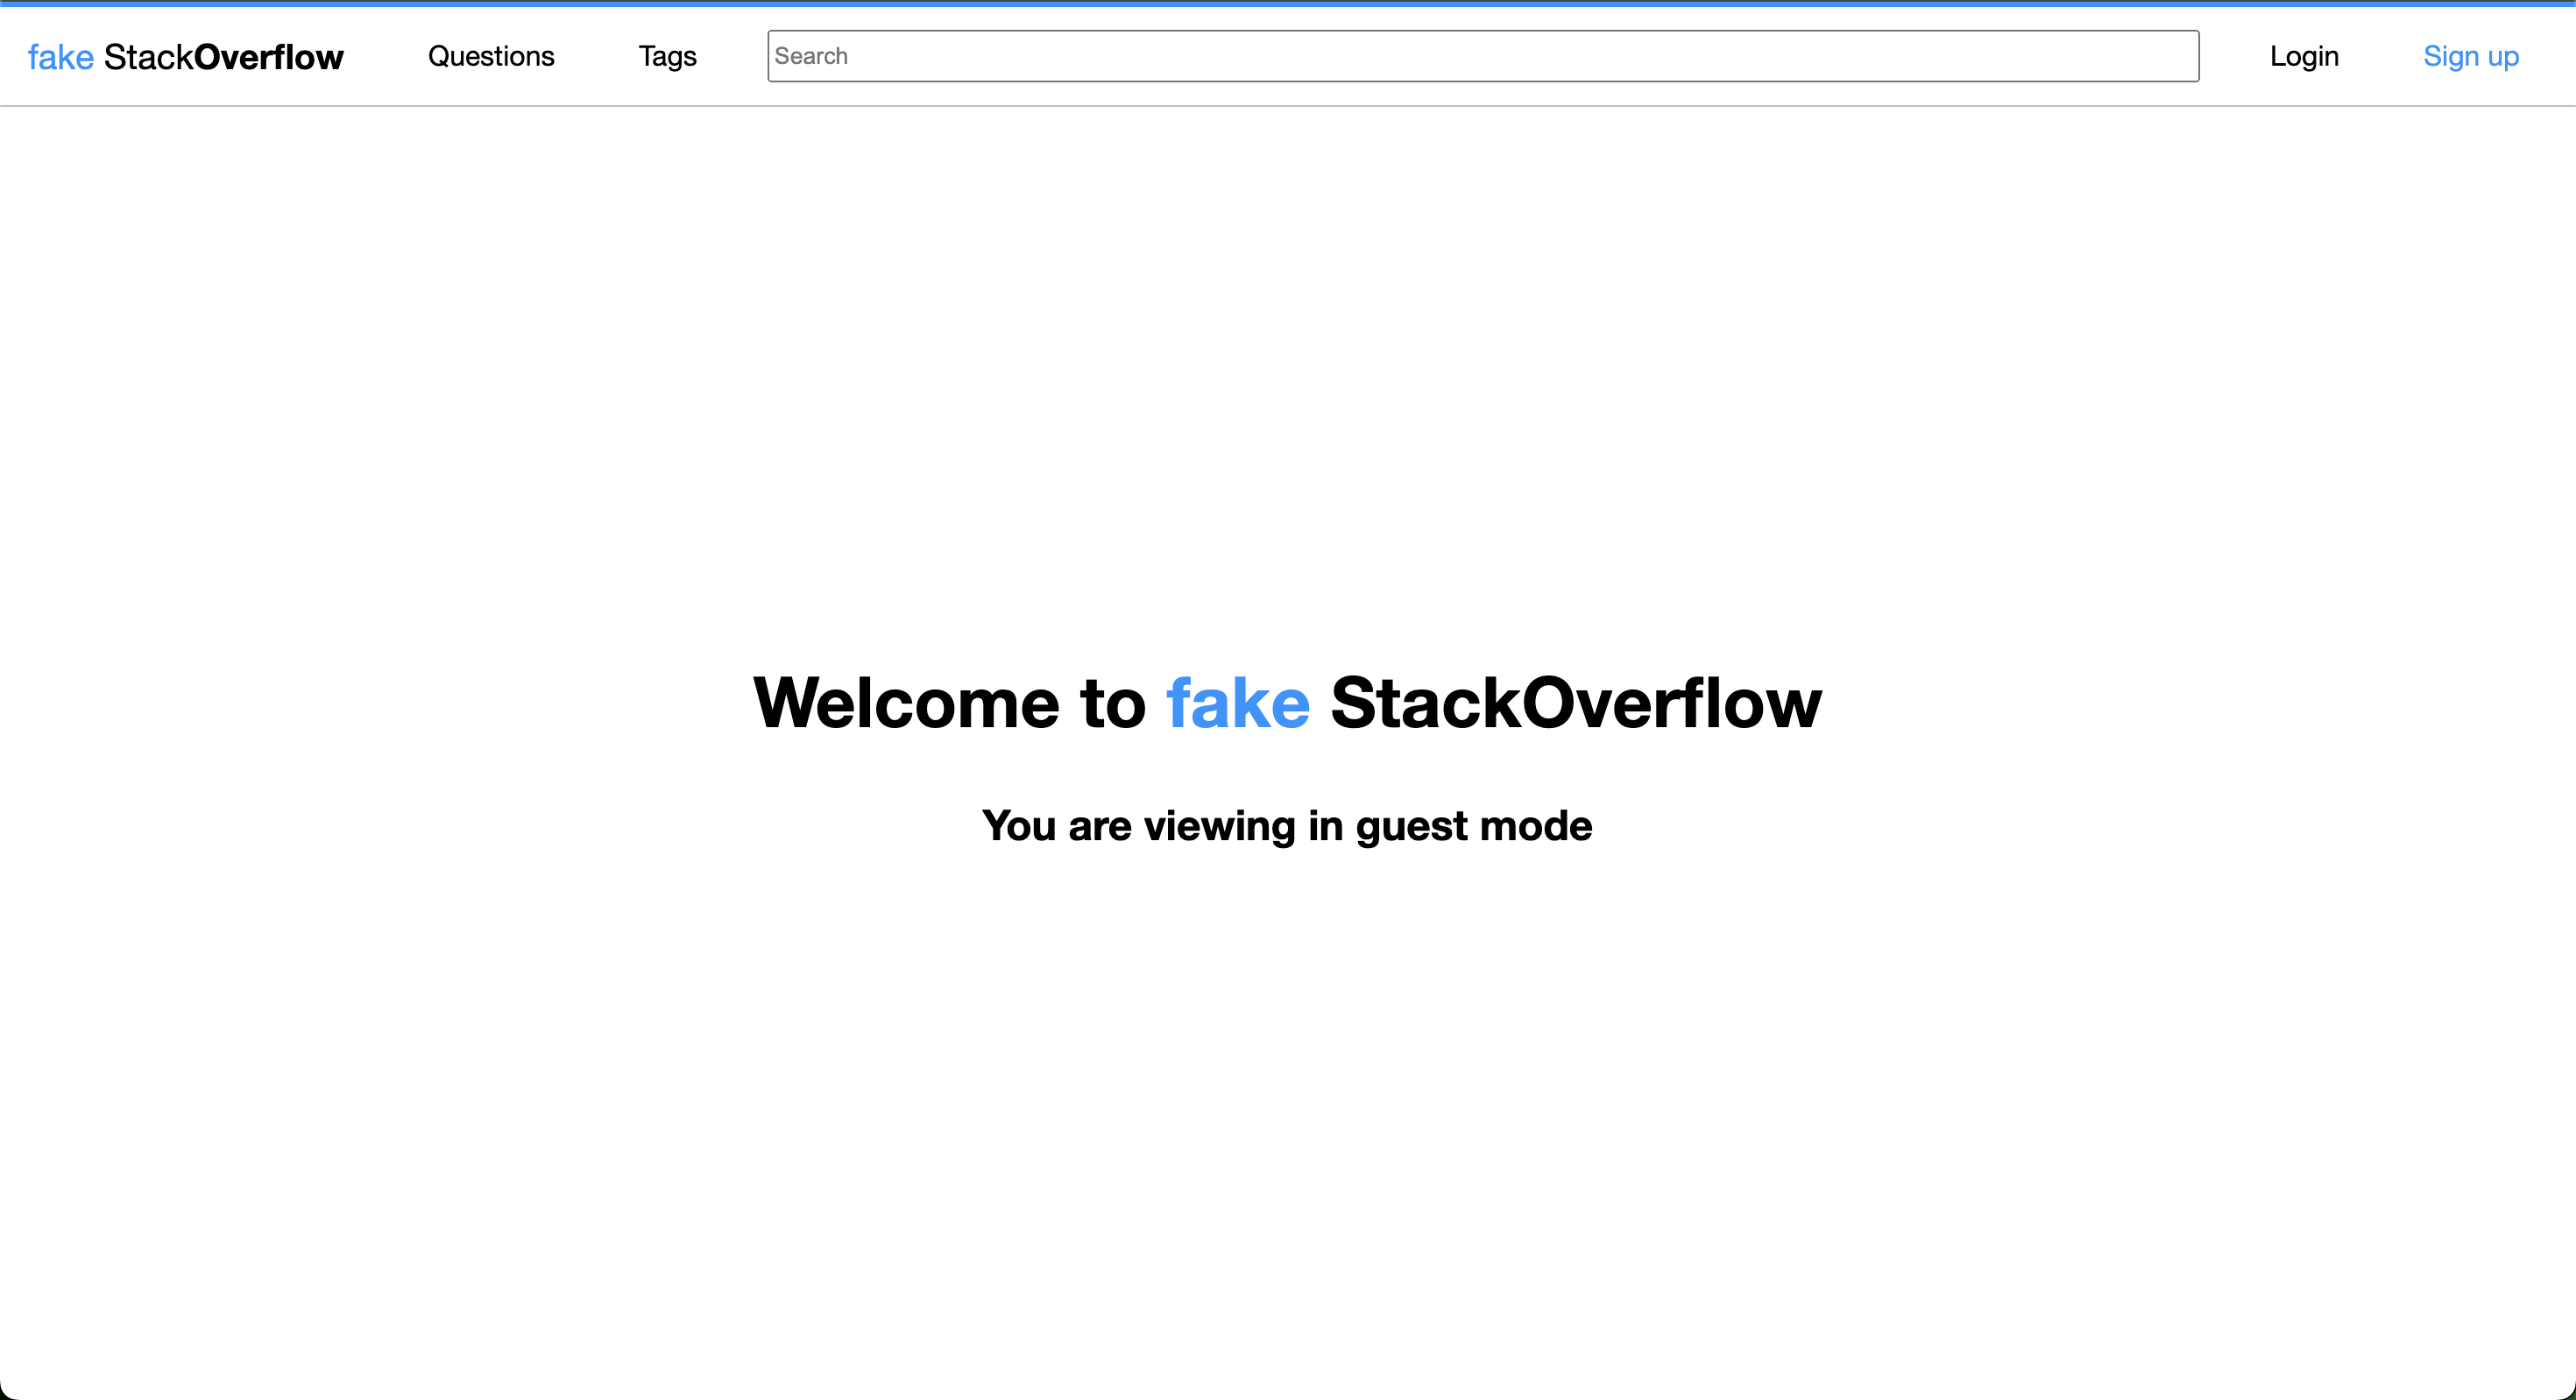 fake StackOverflow Questions Tags Search Login Sign up
Welcome to fake StackOverflow
You are viewing in guest mode